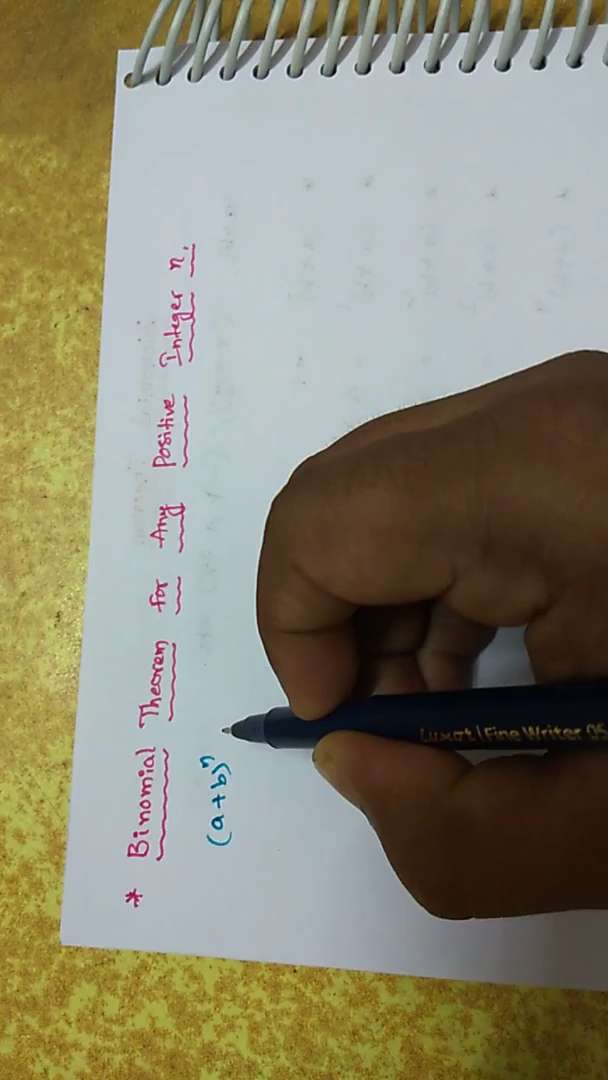 * Binomial Theorem for Any Positive Integer n.
(a+b)ⁿ
Luxor | Fine Writer 05